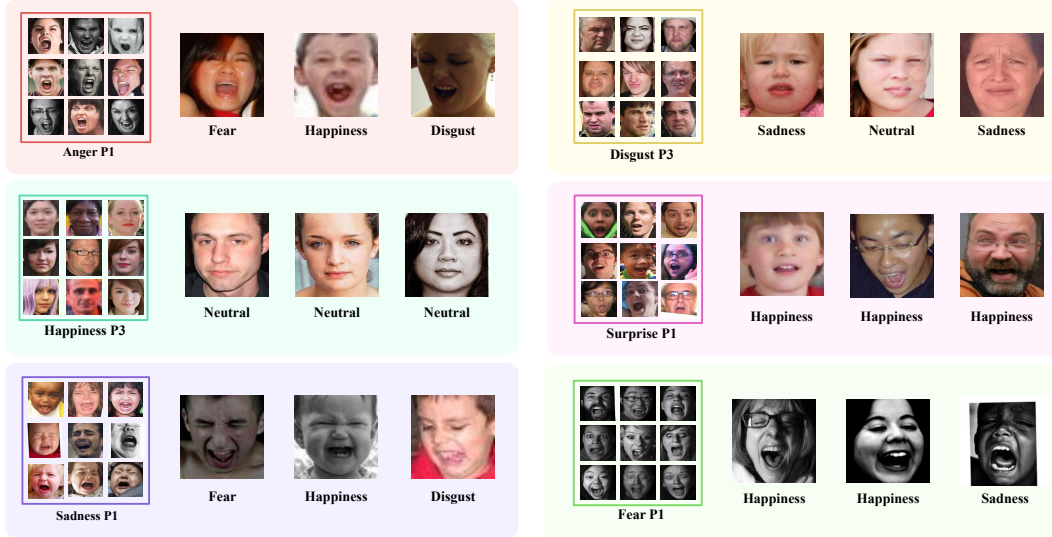 Anger P1
Fear
Happiness
Disgust
Disgust P3
Sadness
Neutral
Sadness
Happiness P3
Neutral
Neutral
Neutral
Surprise P1
Happiness
Happiness
Happiness
Sadness P1
Fear
Happiness
Disgust
Fear P1
Happiness
Happiness
Sadness